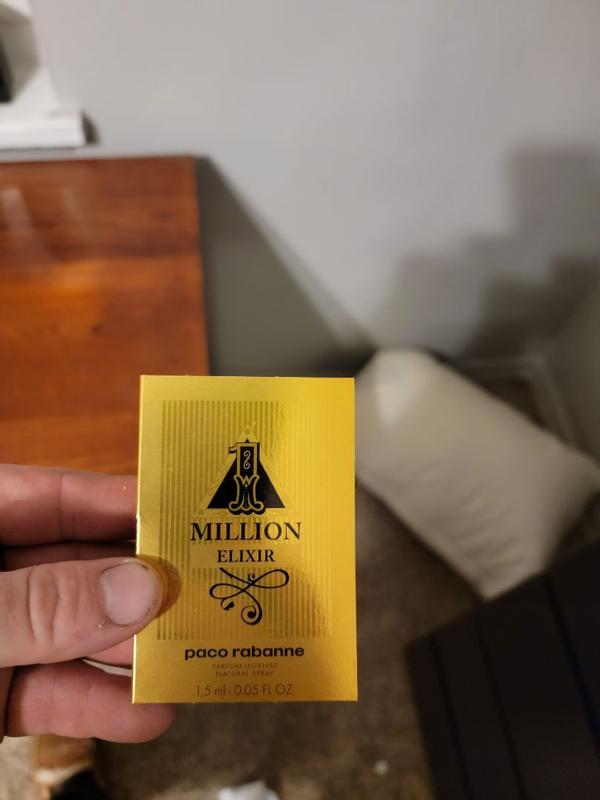 1
MILLION
ELIXIR
paco rabanne
PARFUM INTENSE
NATURAL SPRAY
1,5 ml - 0.05 FL OZ